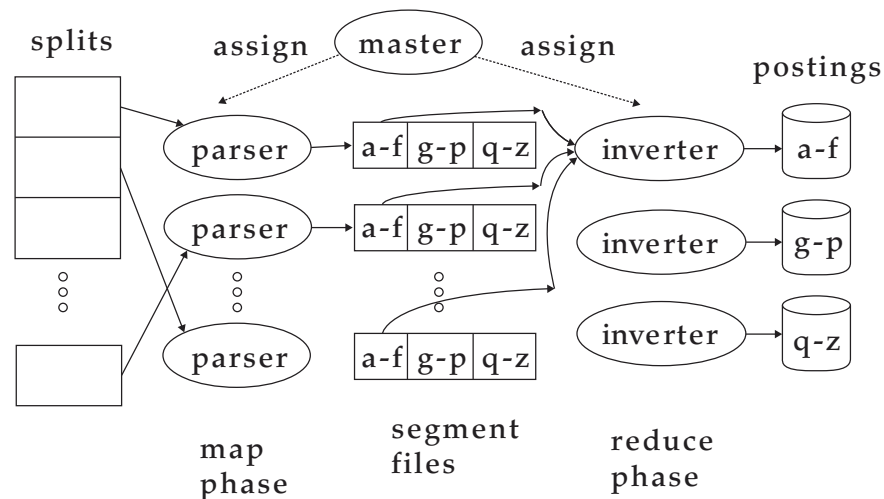 splits
assign
master
assign
postings
parser
a-f g-p q-z
inverter
a-f
parser
a-f g-p q-z
inverter
g-p
parser
a-f g-p q-z
inverter
q-z
map
phase
segment
files
reduce
phase